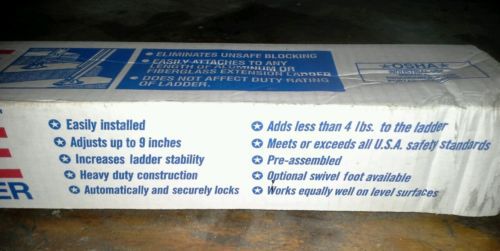 • ELIMINATES UNSAFE BLOCKING
• EASILY ATTACHES TO ANY
LENGTH OF ALUMINUM OR
FIBERGLASS EXTENSION LADDER
• DOES NOT AFFECT DUTY RATING
OF LADDER.
OSHA
Easily installed
Adjusts up to 9 inches
Increases ladder stability
Heavy duty construction
Automatically and securely locks
Adds less than 4 lbs. to the ladder
Meets or exceeds all U.S.A. safety standards
Pre-assembled
Optional swivel foot available
Works equally well on level surfaces
ER